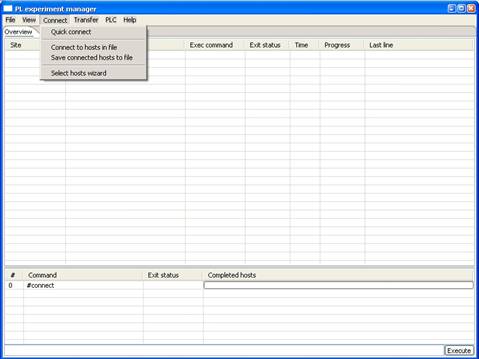 PL experiment manager
File View Connect Transfer PLC Help
Overview
Quick connect
Connect to hosts in file
Save connected hosts to file
Select hosts wizard
Site Exec command Exit status Time Progress Last line
# Command Exit status Completed hosts
0 #connect
Execute